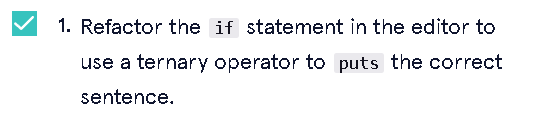 1. Refactor the if statement in the editor to
use a ternary operator to puts the correct
sentence.